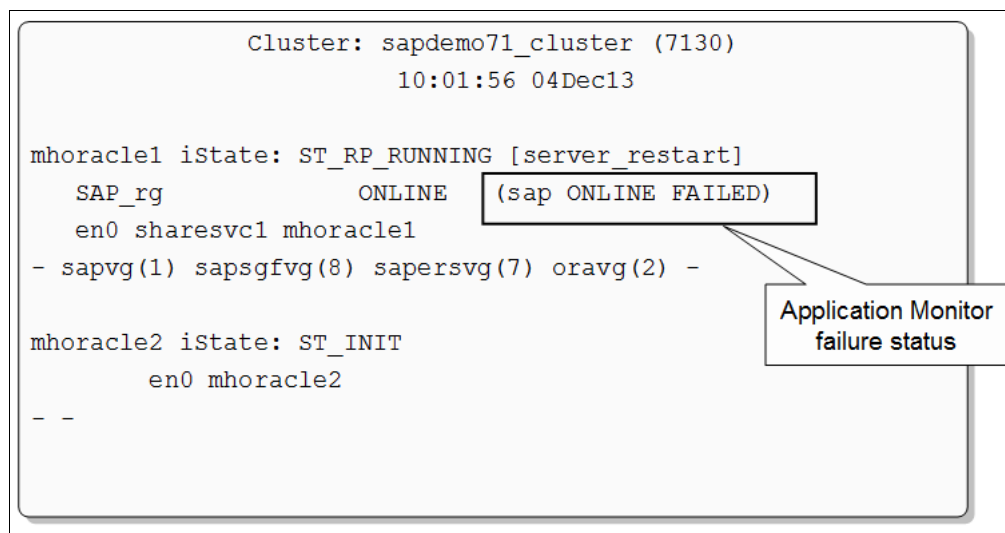 Cluster: sapdemo71_cluster (7130)
10:01:56 04Dec13
mhoracle1 iState: ST_RP_RUNNING [server_restart]
SAP_rg ONLINE (sap ONLINE FAILED)
en0 sharesvc1 mhoracle1
- sapvg(1) sapsgfvg(8) sapersvg(7) oravg(2) -
Application Monitor
failure status
mhoracle2 iState: ST_INIT
en0 mhoracle2
- -